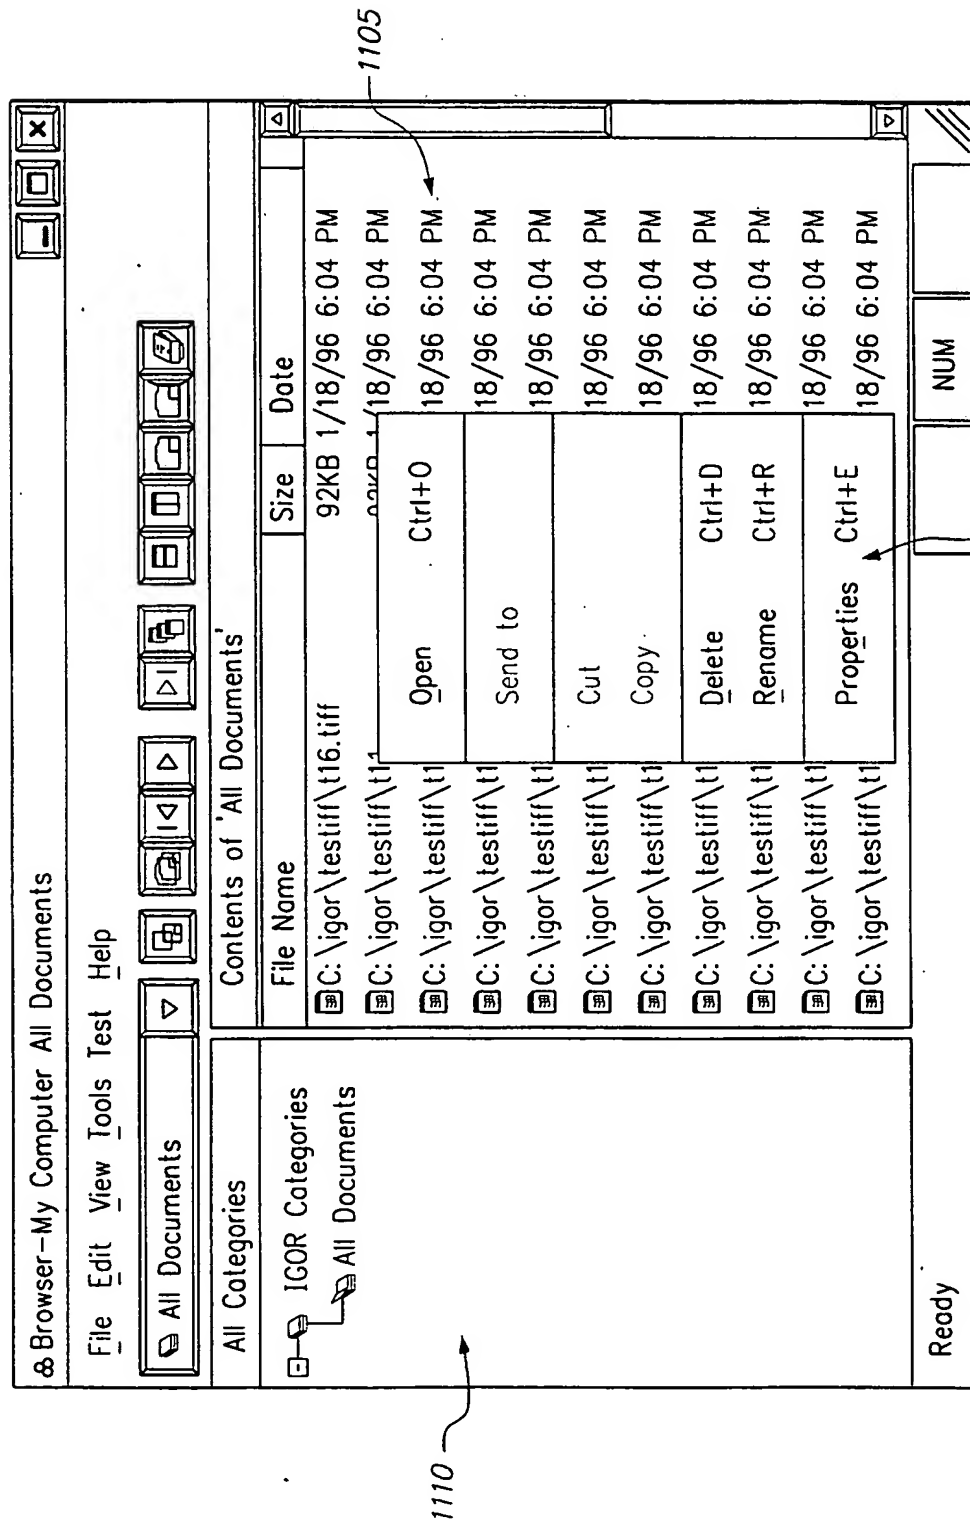 Browser-My Computer All Documents
File Edit View Tools Test Help
All Documents
All Categories
Contents of 'All Documents'
IGOR Categories
All Documents
File Name Size Date
C:\igor\testiff\t16.tiff 92KB 1/18/96 6:04 PM
C:\igor\testiff\t1 92KB 1/18/96 6:04 PM
C:\igor\testiff\t1 18/96 6:04 PM
C:\igor\testiff\t1 18/96 6:04 PM
C:\igor\testiff\t1 18/96 6:04 PM
C:\igor\testiff\t1 18/96 6:04 PM
C:\igor\testiff\t1 18/96 6:04 PM
C:\igor\testiff\t1 18/96 6:04 PM
C:\igor\testiff\t1 18/96 6:04 PM
C:\igor\testiff\t1 18/96 6:04 PM
C:\igor\testiff\t1 18/96 6:04 PM
Open Ctrl+O
Send to
Cut
Copy
Delete Ctrl+D
Rename Ctrl+R
Properties Ctrl+E
Ready
NUM
1105
1110